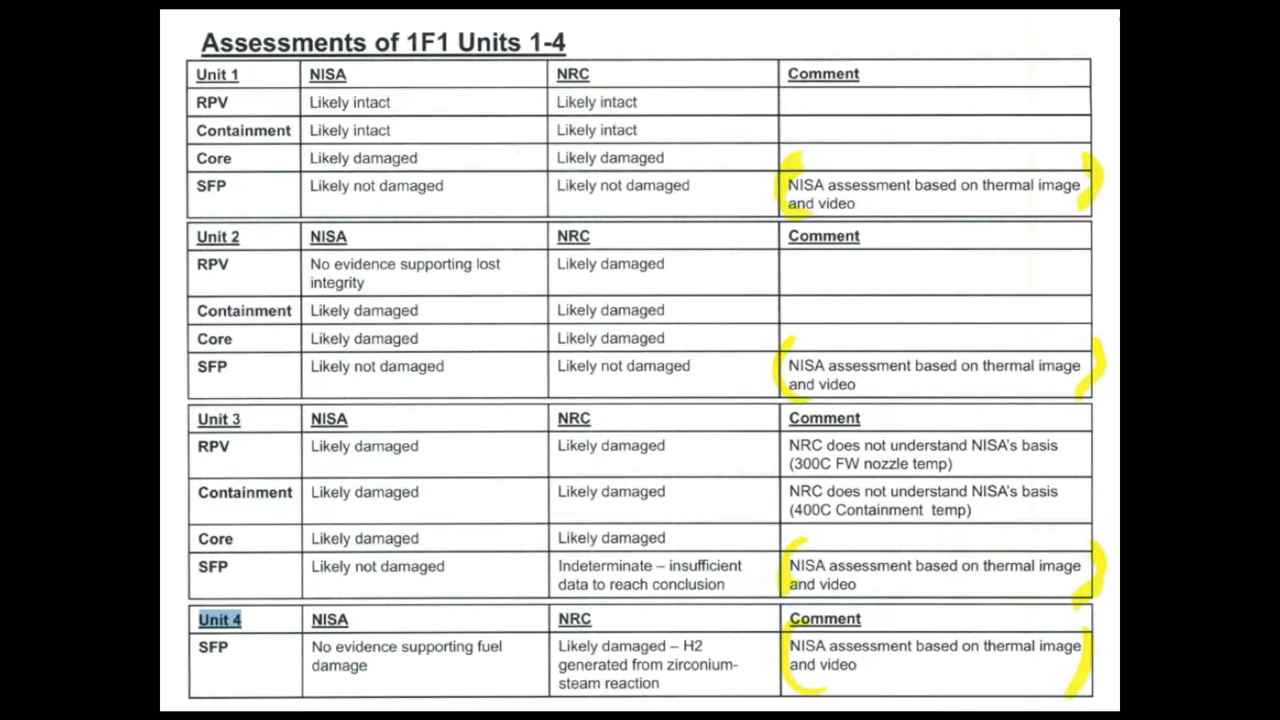 Assessments of 1F1 Units 1-4
Unit 1 NISA NRC Comment
RPV Likely intact Likely intact
Containment Likely intact Likely intact
Core Likely damaged Likely damaged
SFP Likely not damaged Likely not damaged NISA assessment based on thermal image
and video
Unit 2 NISA NRC Comment
RPV No evidence supporting lost Likely damaged
integrity
Containment Likely damaged Likely damaged
Core Likely damaged Likely damaged
SFP Likely not damaged Likely not damaged NISA assessment based on thermal image
and video
Unit 3 NISA NRC Comment
RPV Likely damaged Likely damaged NRC does not understand NISA's basis
(300C FW nozzle temp)
Containment Likely damaged Likely damaged NRC does not understand NISA's basis
(400C Containment temp)
Core Likely damaged Likely damaged
SFP Likely not damaged Indeterminate – insufficient NISA assessment based on thermal image
data to reach conclusion and video
Unit 4 NISA NRC Comment
SFP No evidence supporting fuel Likely damaged – H2 NISA assessment based on thermal image
damage generated from zirconium- and video
steam reaction